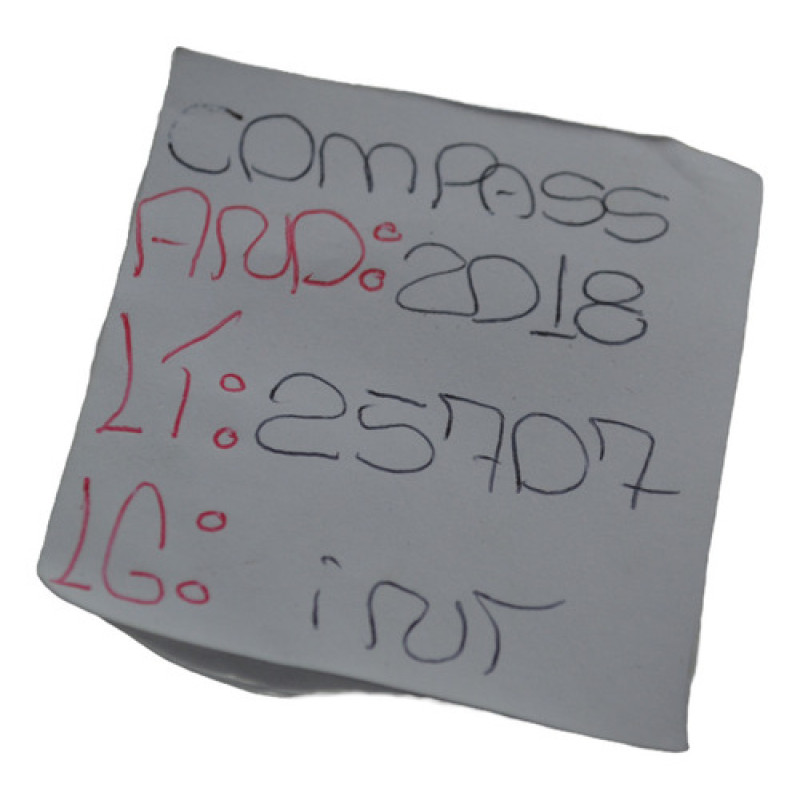 COMPASS
ANO: 2018
LT: 25707
LG: iNT